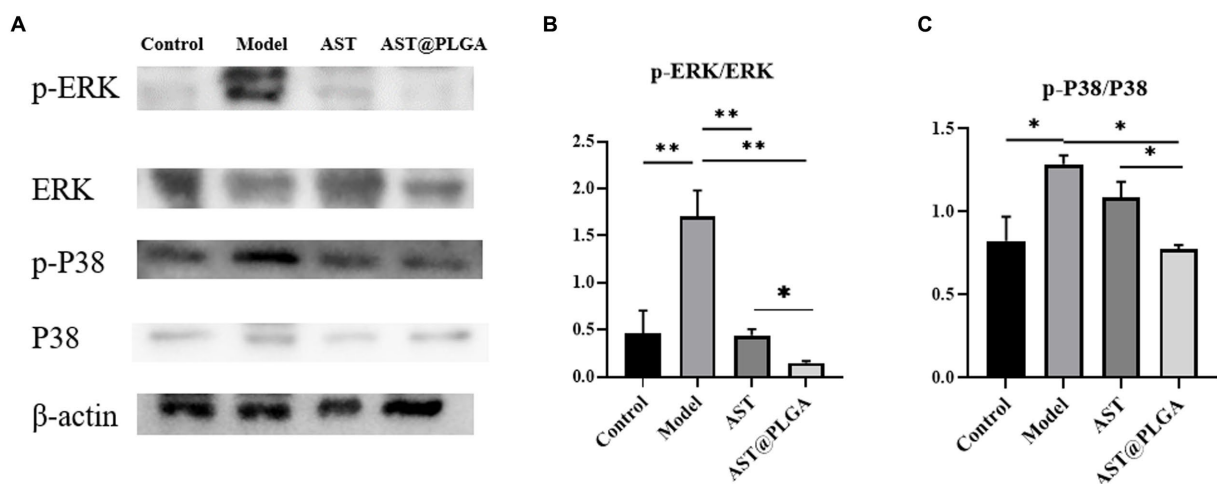 A
Control Model AST AST@PLGA
p-ERK
ERK
p-P38
P38
β-actin
B
p-ERK/ERK
**
**
**
*
2.5
2.0
1.5
1.0
0.5
0.0
Control
Model
AST
AST@PLGA
C
p-P38/P38
*
*
*
1.5
1.0
0.5
0.0
Control
Model
AST
AST@PLGA